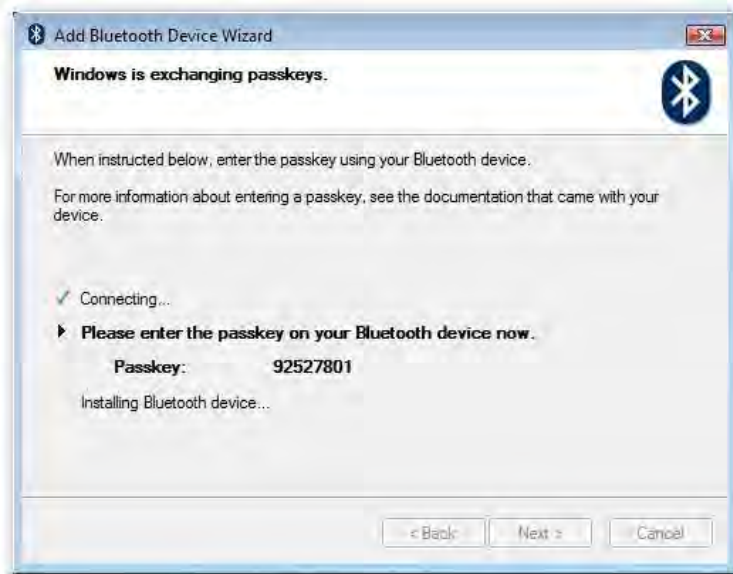 Add Bluetooth Device Wizard
Windows is exchanging passkeys.
When instructed below, enter the passkey using your Bluetooth device.
For more information about entering a passkey, see the documentation that came with your
device.
Connecting...
Please enter the passkey on your Bluetooth device now.
Passkey: 92527801
Installing Bluetooth device...
< Back Next > Cancel